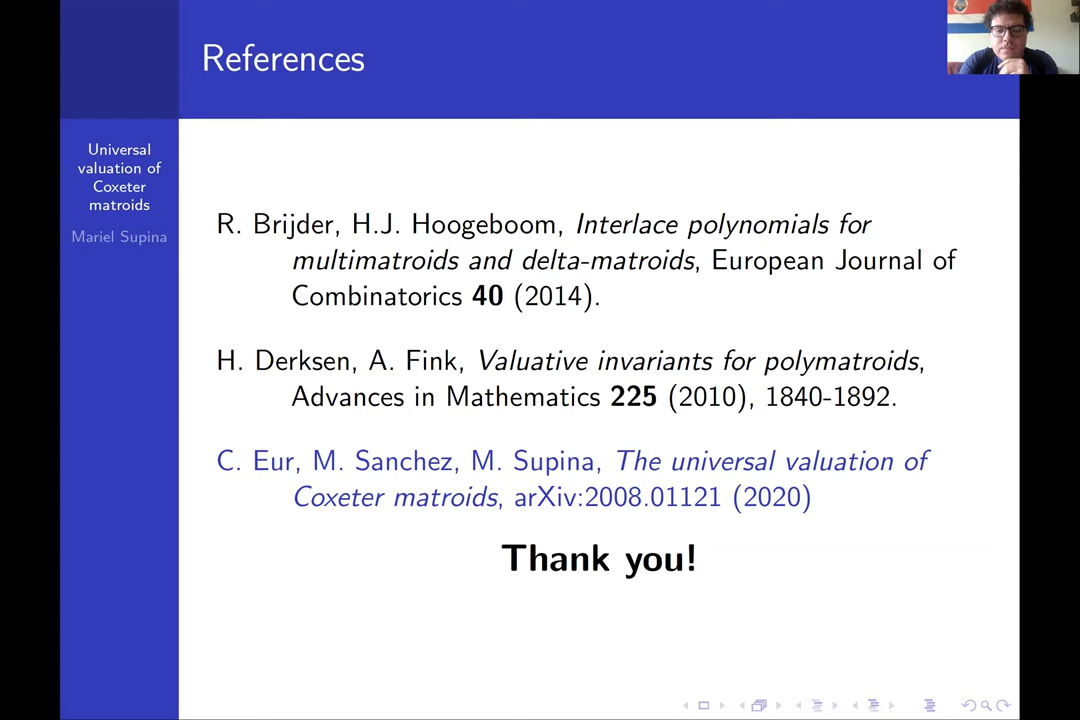 References
Universal
valuation of
Coxeter
matroids
Mariel Supina
R. Brijder, H.J. Hoogeboom, Interlace polynomials for
multimatroids and delta-matroids, European Journal of
Combinatorics 40 (2014).
H. Derksen, A. Fink, Valuative invariants for polymatroids,
Advances in Mathematics 225 (2010), 1840-1892.
C. Eur, M. Sanchez, M. Supina, The universal valuation of
Coxeter matroids, arXiv:2008.01121 (2020)
Thank you!